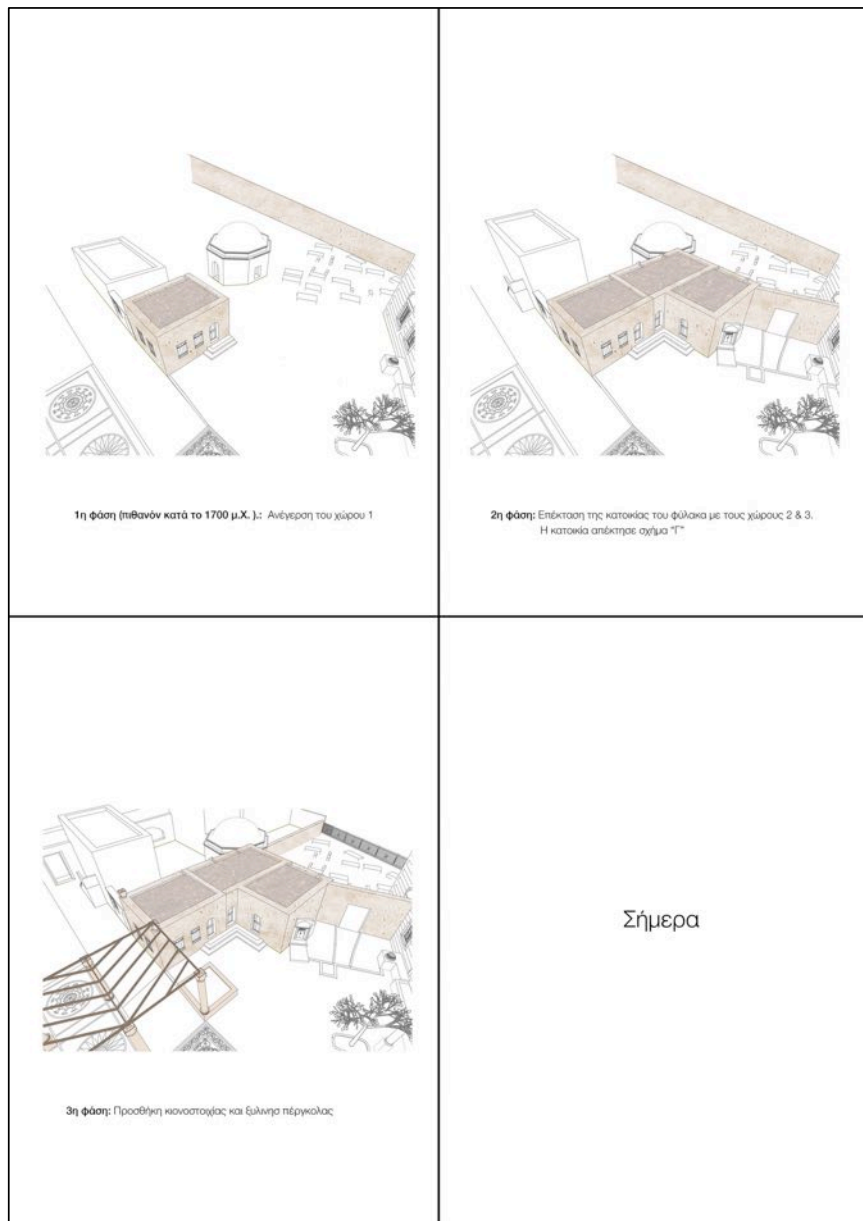 1η φάση (πιθανόν κατά το 1700 μ.Χ. ).: Ανέγερση του χώρου 1
2η φάση: Επέκταση της κατοικίας του φύλακα με τους χώρους 2 & 3.
Η κατοικία απέκτησε σχήμα "Γ"
3η φάση: Προσθήκη κιονοστοιχίας και ξυλινησ πέργκολας
Σήμερα